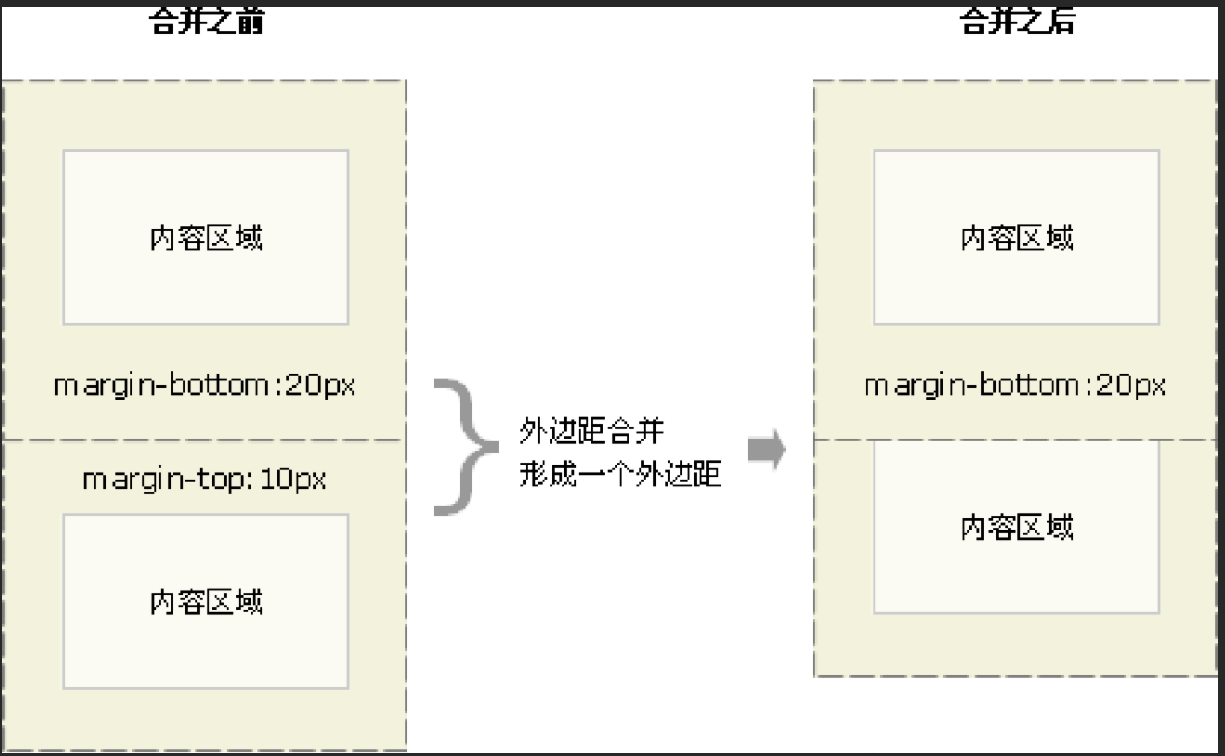 合并之前
合并之后
内容区域
margin-bottom:20px
margin-top:10px
内容区域
外边距合并
形成一个外边距
内容区域
margin-bottom:20px
内容区域